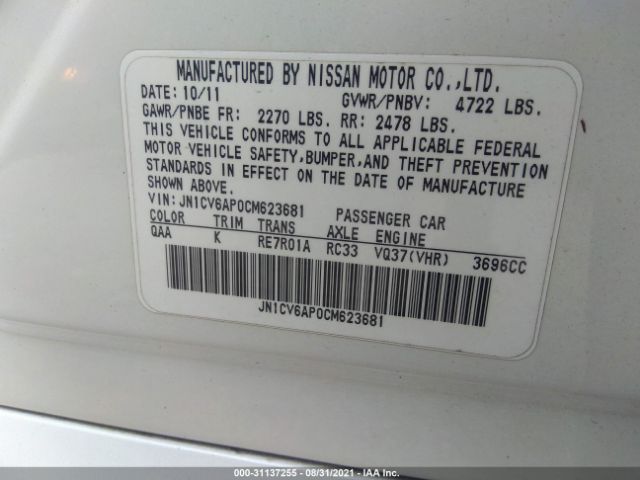 MANUFACTURED BY NISSAN MOTOR CO.,LTD.
DATE: 10/11 GVWR/PNBV: 4722 LBS.
GAWR/PNBE FR: 2270 LBS. RR: 2478 LBS.
THIS VEHICLE CONFORMS TO ALL APPLICABLE FEDERAL
MOTOR VEHICLE SAFETY,BUMPER,AND THEFT PREVENTION
STANDARDS IN EFFECT ON THE DATE OF MANUFACTURE
SHOWN ABOVE.
VIN: JN1CV6AP0CM623681 PASSENGER CAR
COLOR TRIM TRANS AXLE ENGINE
QAA K RE7R01A RC33 VQ37(VHR) 3696CC
JN1CV6AP0CM623681
000-31137255 - 08/31/2021 - IAA Inc.